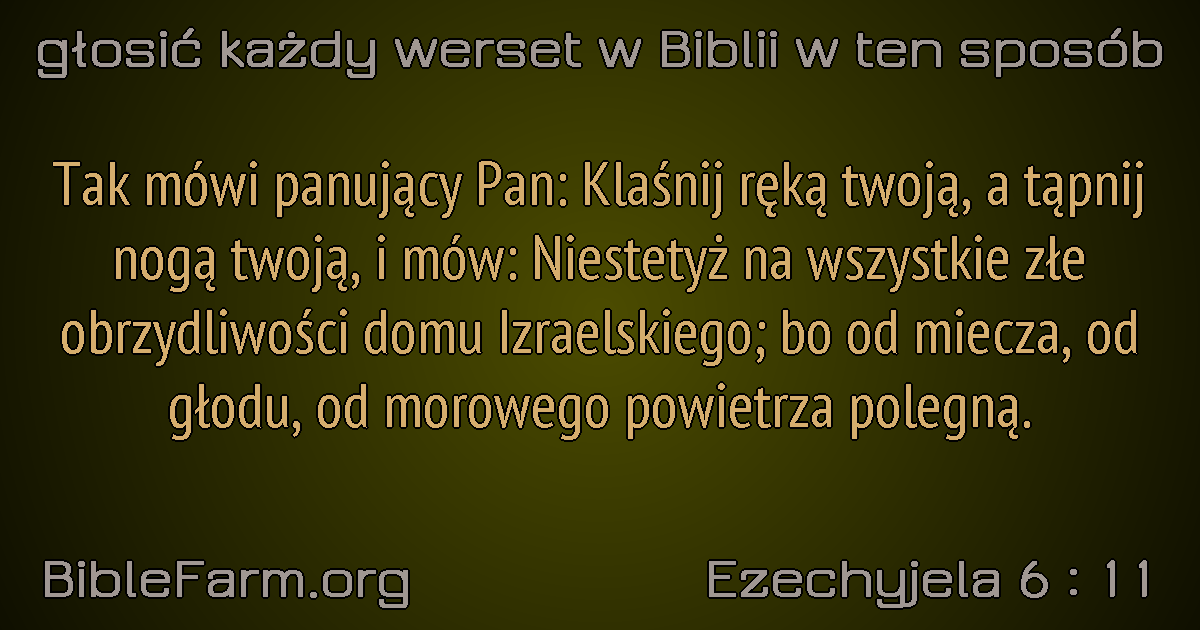 głosić każdy werset w Biblii w ten sposób
Tak mówi panujący Pan: Klaśnij ręką twoją, a tąpnij
nogą twoją, i mów: Niestetyż na wszystkie złe
obrzydliwości domu Izraelskiego; bo od miecza, od
głodu, od morowego powietrza polegną.
BibleFarm.org
Ezechyjela 6 : 11